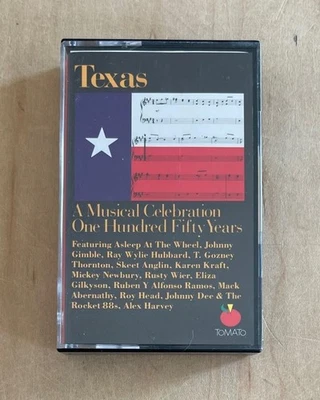 Texas
A Musical Celebration
One Hundred Fifty Years
Featuring Asleep At The Wheel, Johnny
Gimble, Ray Wylie Hubbard, T. Gozney
Thornton, Skeet Anglin, Karen Kraft,
Mickey Newbury, Rusty Wier, Eliza
Gilkyson, Ruben Y Alfonso Ramos, Mack
Abernathy, Roy Head, Johnny Dee & The
Rocket 88s, Alex Harvey
TOMATO